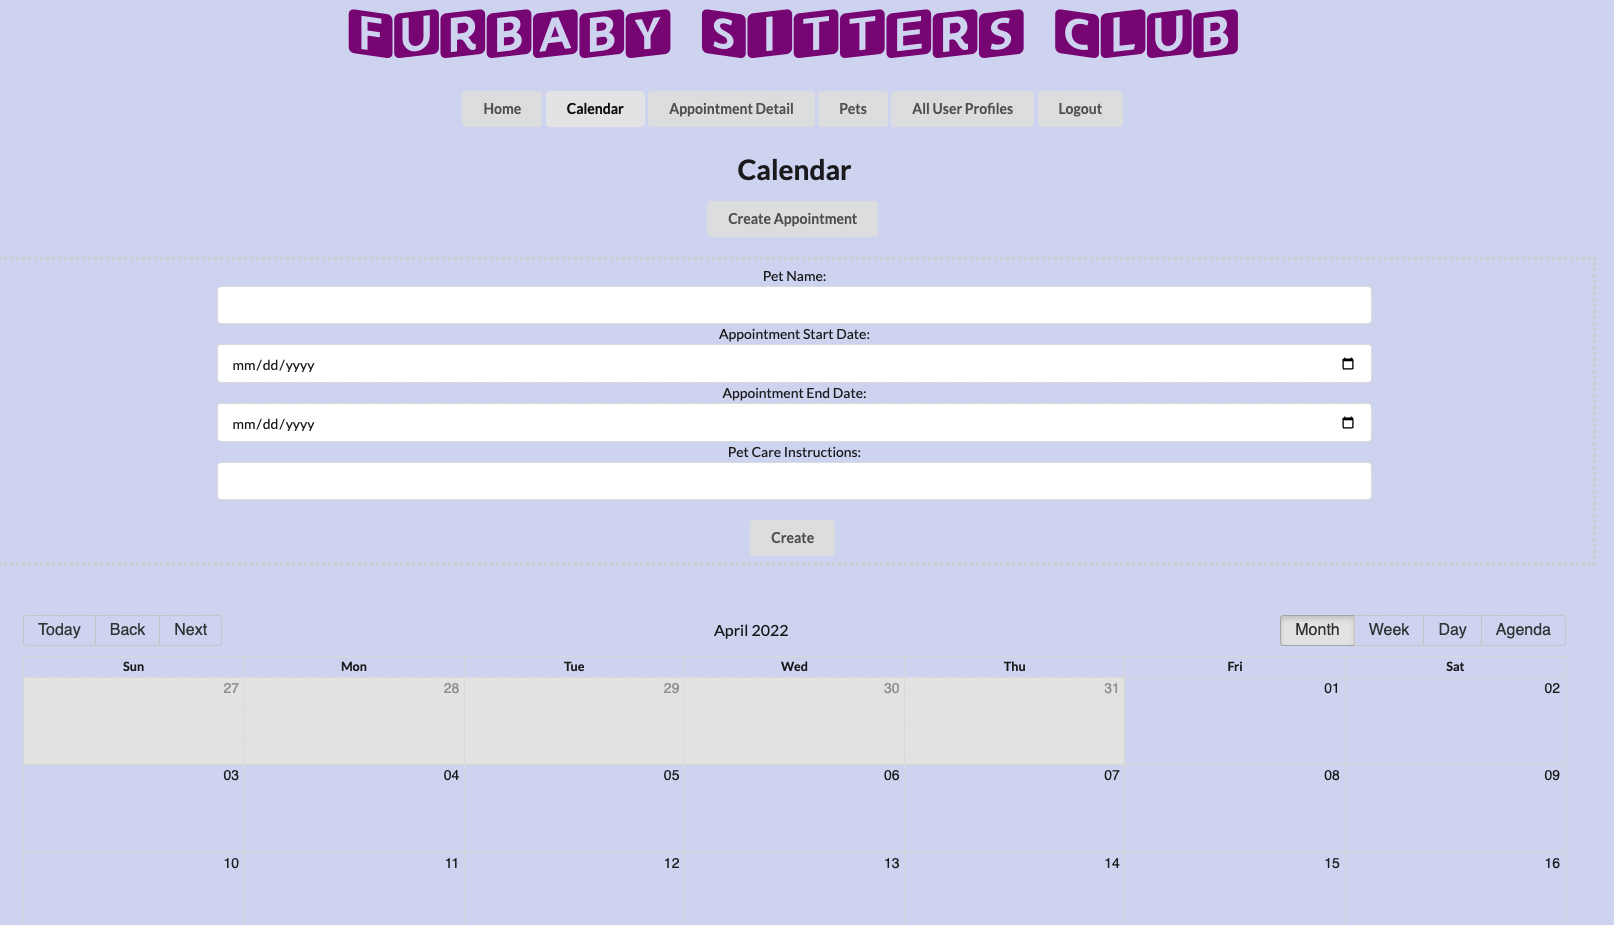 FURBABY SITTERS CLUB
Home Calendar Appointment Detail Pets All User Profiles Logout
Calendar
Create Appointment
Pet Name:
Appointment Start Date:
mm/dd/yyyy
Appointment End Date:
mm/dd/yyyy
Pet Care Instructions:
Create
Today Back Next April 2022 Month Week Day Agenda
Sun Mon Tue Wed Thu Fri Sat
27 28 29 30 31 01 02
03 04 05 06 07 08 09
10 11 12 13 14 15 16